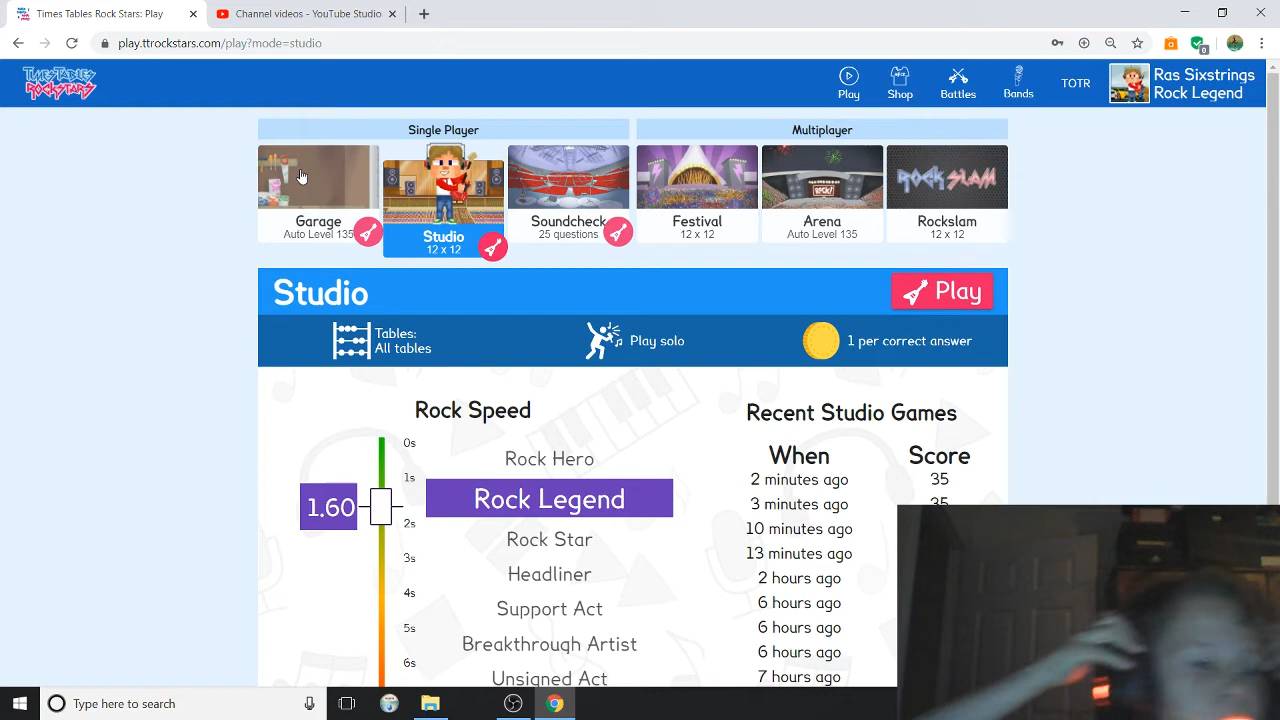 Times Tables Rock Stars: Play
Channel videos - YouTube Studio
play.ttrockstars.com/play?mode=studio
TIMES TABLES
ROCKSTARS
Play
Shop
Battles
Bands
TOTR
Ras Sixstrings
Rock Legend
Single Player
Multiplayer
Garage
Auto Level 135
Studio
12 x 12
Soundcheck
25 questions
Festival
12 x 12
ROCK!
Arena
Auto Level 135
ROCKSLAM
Rockslam
12 x 12
Studio
Play
Tables:
All tables
Play solo
1 per correct answer
Rock Speed
0s
1s
2s
3s
4s
5s
6s
1.60
Rock Hero
Rock Legend
Rock Star
Headliner
Support Act
Breakthrough Artist
Unsigned Act
Recent Studio Games
When Score
2 minutes ago 35
3 minutes ago 35
10 minutes ago
13 minutes ago
2 hours ago
6 hours ago
6 hours ago
6 hours ago
7 hours ago
Type here to search